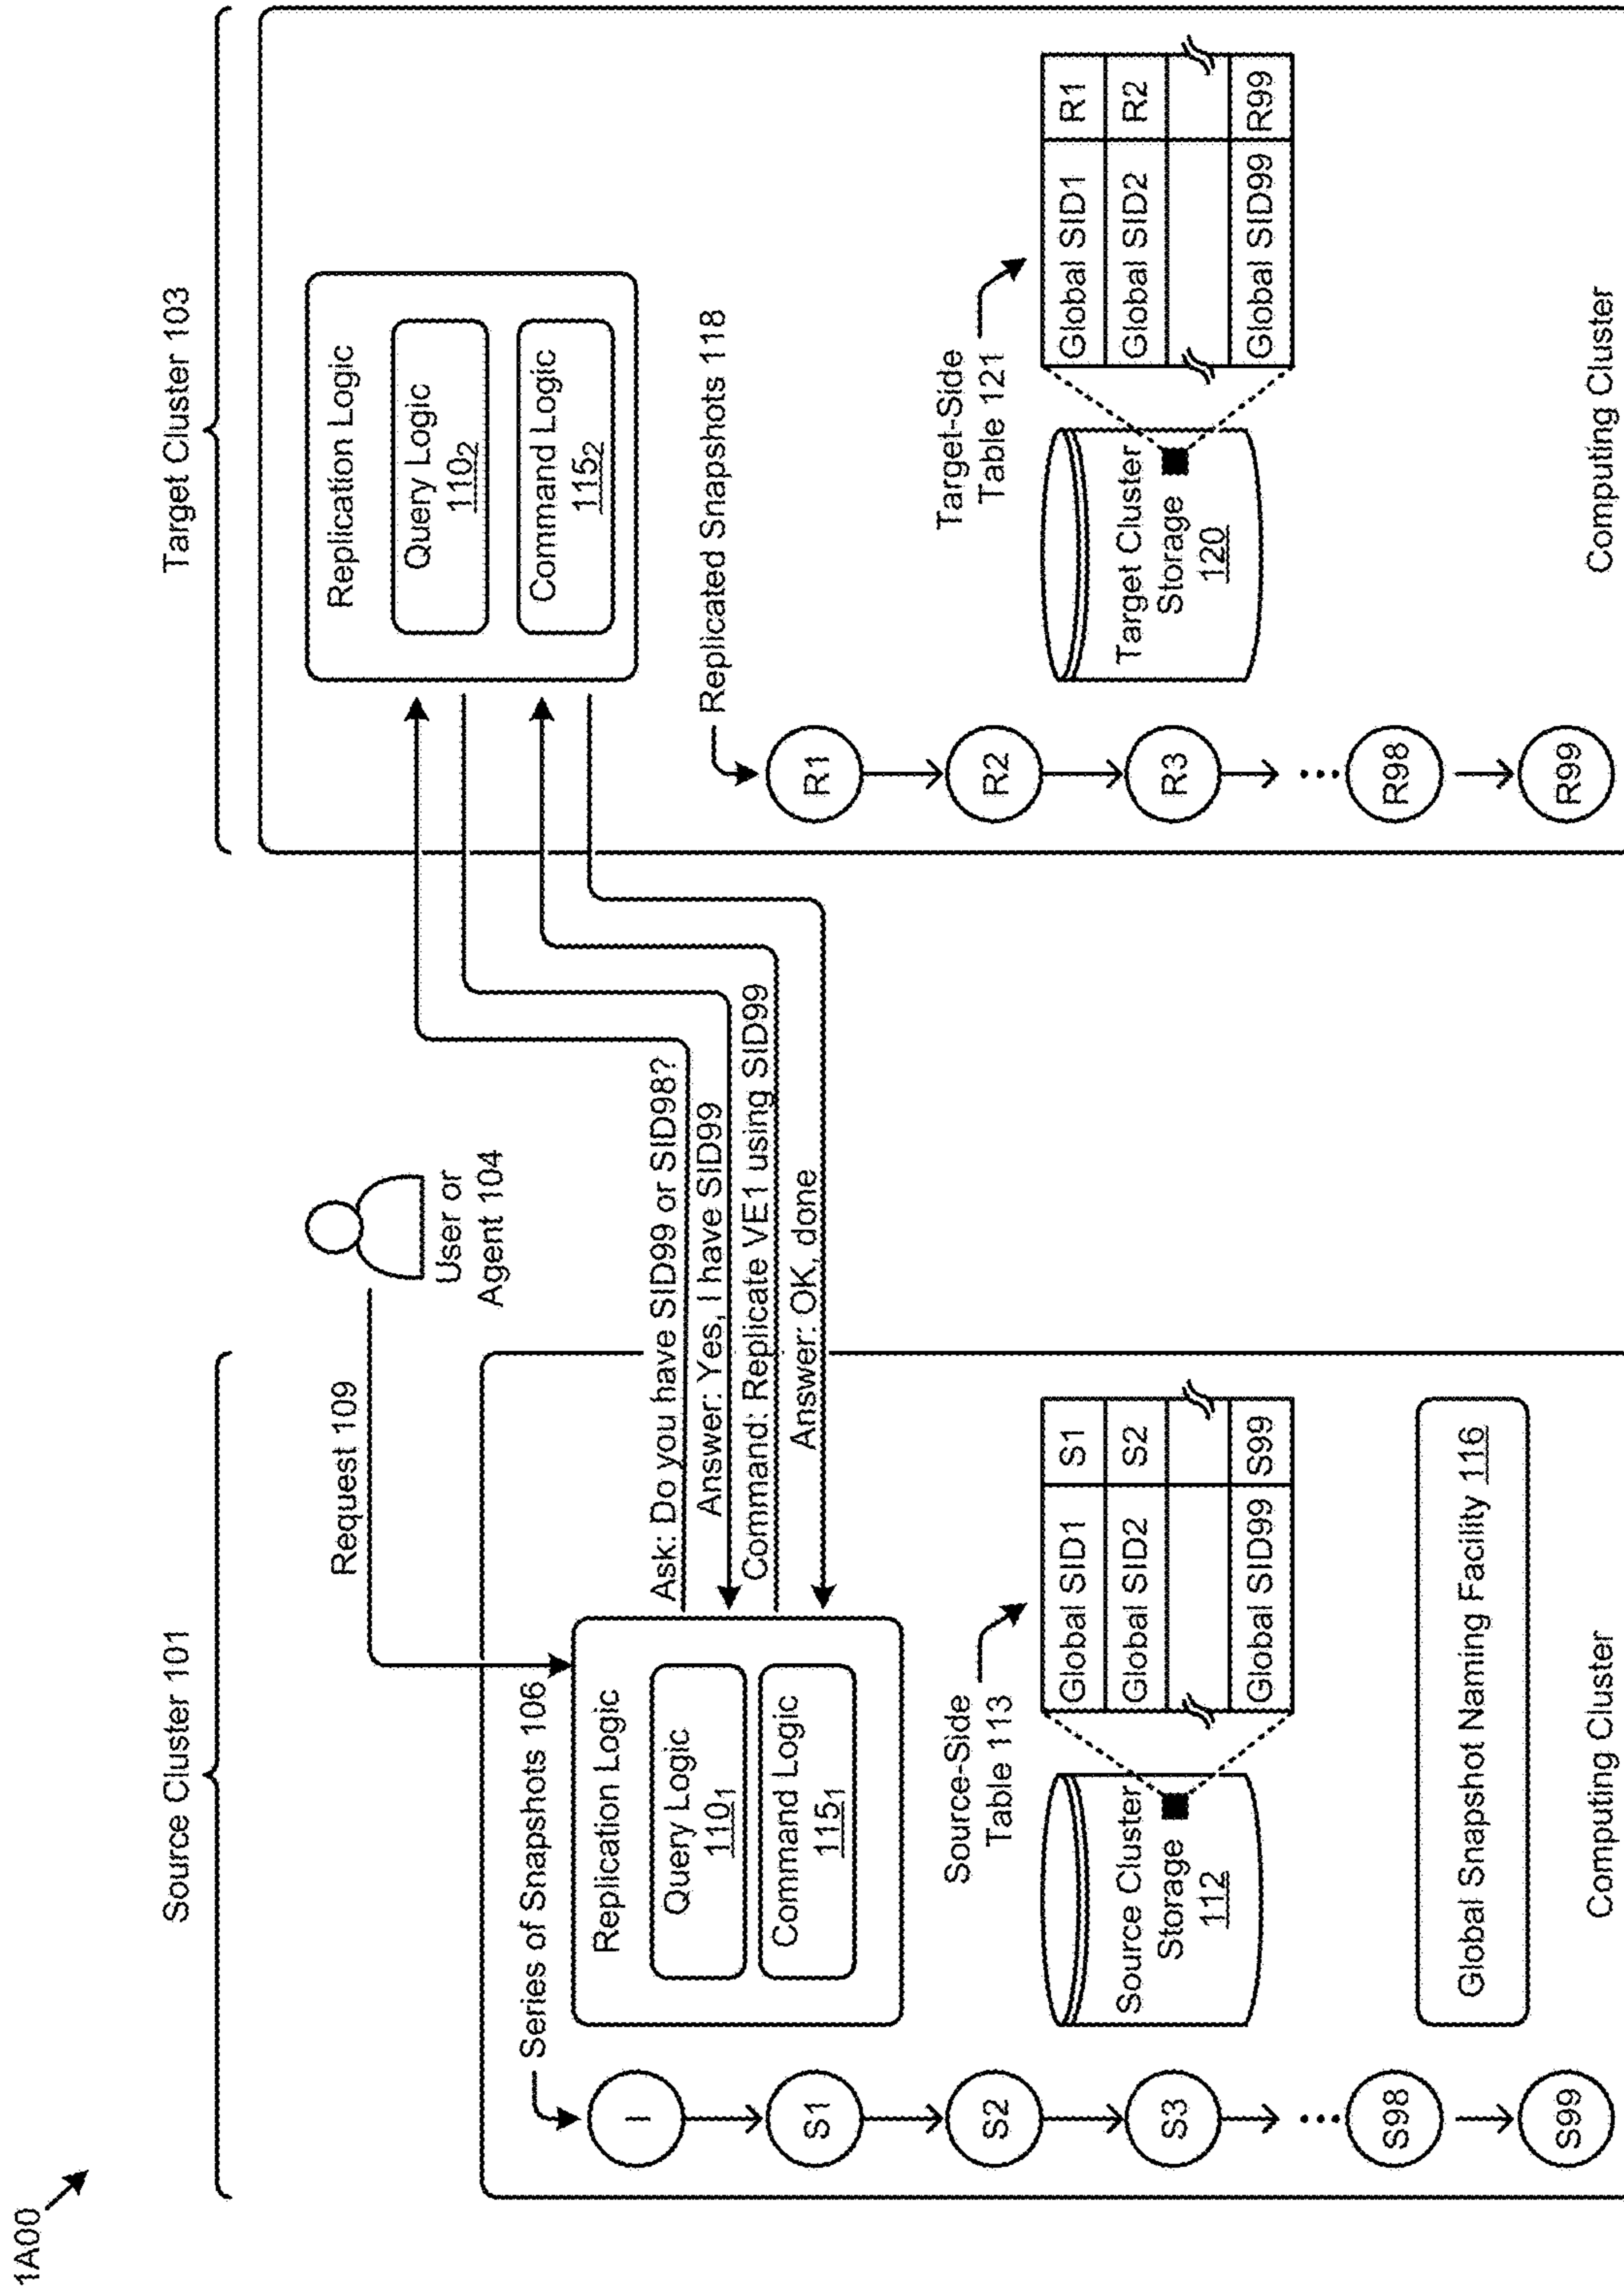 1A00
Source Cluster 101
Target Cluster 103
Request 109
User or
Agent 104
Series of Snapshots 106
I
S1
S2
S3
...
S98
S99
Replication Logic
Query Logic
110₁
Command Logic
115₁
Ask: Do you have SID99 or SID98?
Answer: Yes, I have SID99
Command: Replicate VE1 using SID99
Answer: OK, done
Replication Logic
Query Logic
110₂
Command Logic
115₂
Replicated Snapshots 118
R1
R2
R3
...
R98
R99
Source-Side
Table 113
Source Cluster
Storage
112
Global SID1 S1
Global SID2 S2
Global SID99 S99
Global Snapshot Naming Facility 116
Computing Cluster
Target-Side
Table 121
Target Cluster
Storage
120
Global SID1 R1
Global SID2 R2
Global SID99 R99
Computing Cluster